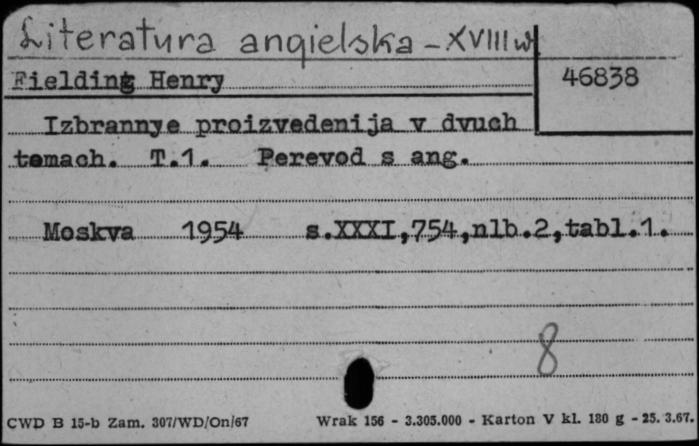 Literatura angielska - XVIII w
Fielding Henry
46838
Izbrannye proizvedenija v dvuch
tomach. T.1. Perevod s ang.
Moskva 1954 s.XXXI,754,nlb.2,tabl.1.
8
CWD B 15-b Zam. 307/WD/On/67 Wrak 156 - 3.305.000 - Karton V kl. 180 g - 25.3.67.